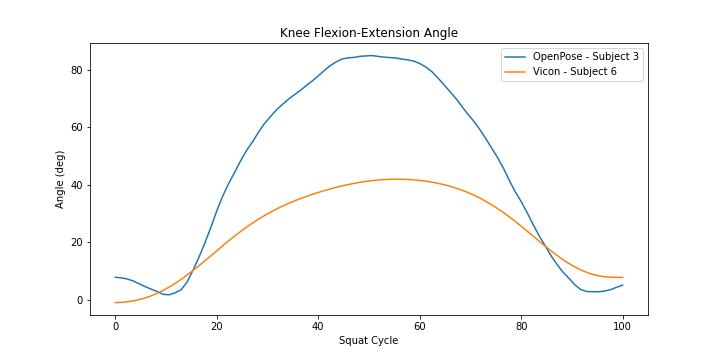 Knee Flexion-Extension Angle
OpenPose - Subject 3
Vicon - Subject 6
Angle (deg)
80
60
40
20
0
0 20 40 60 80 100
Squat Cycle